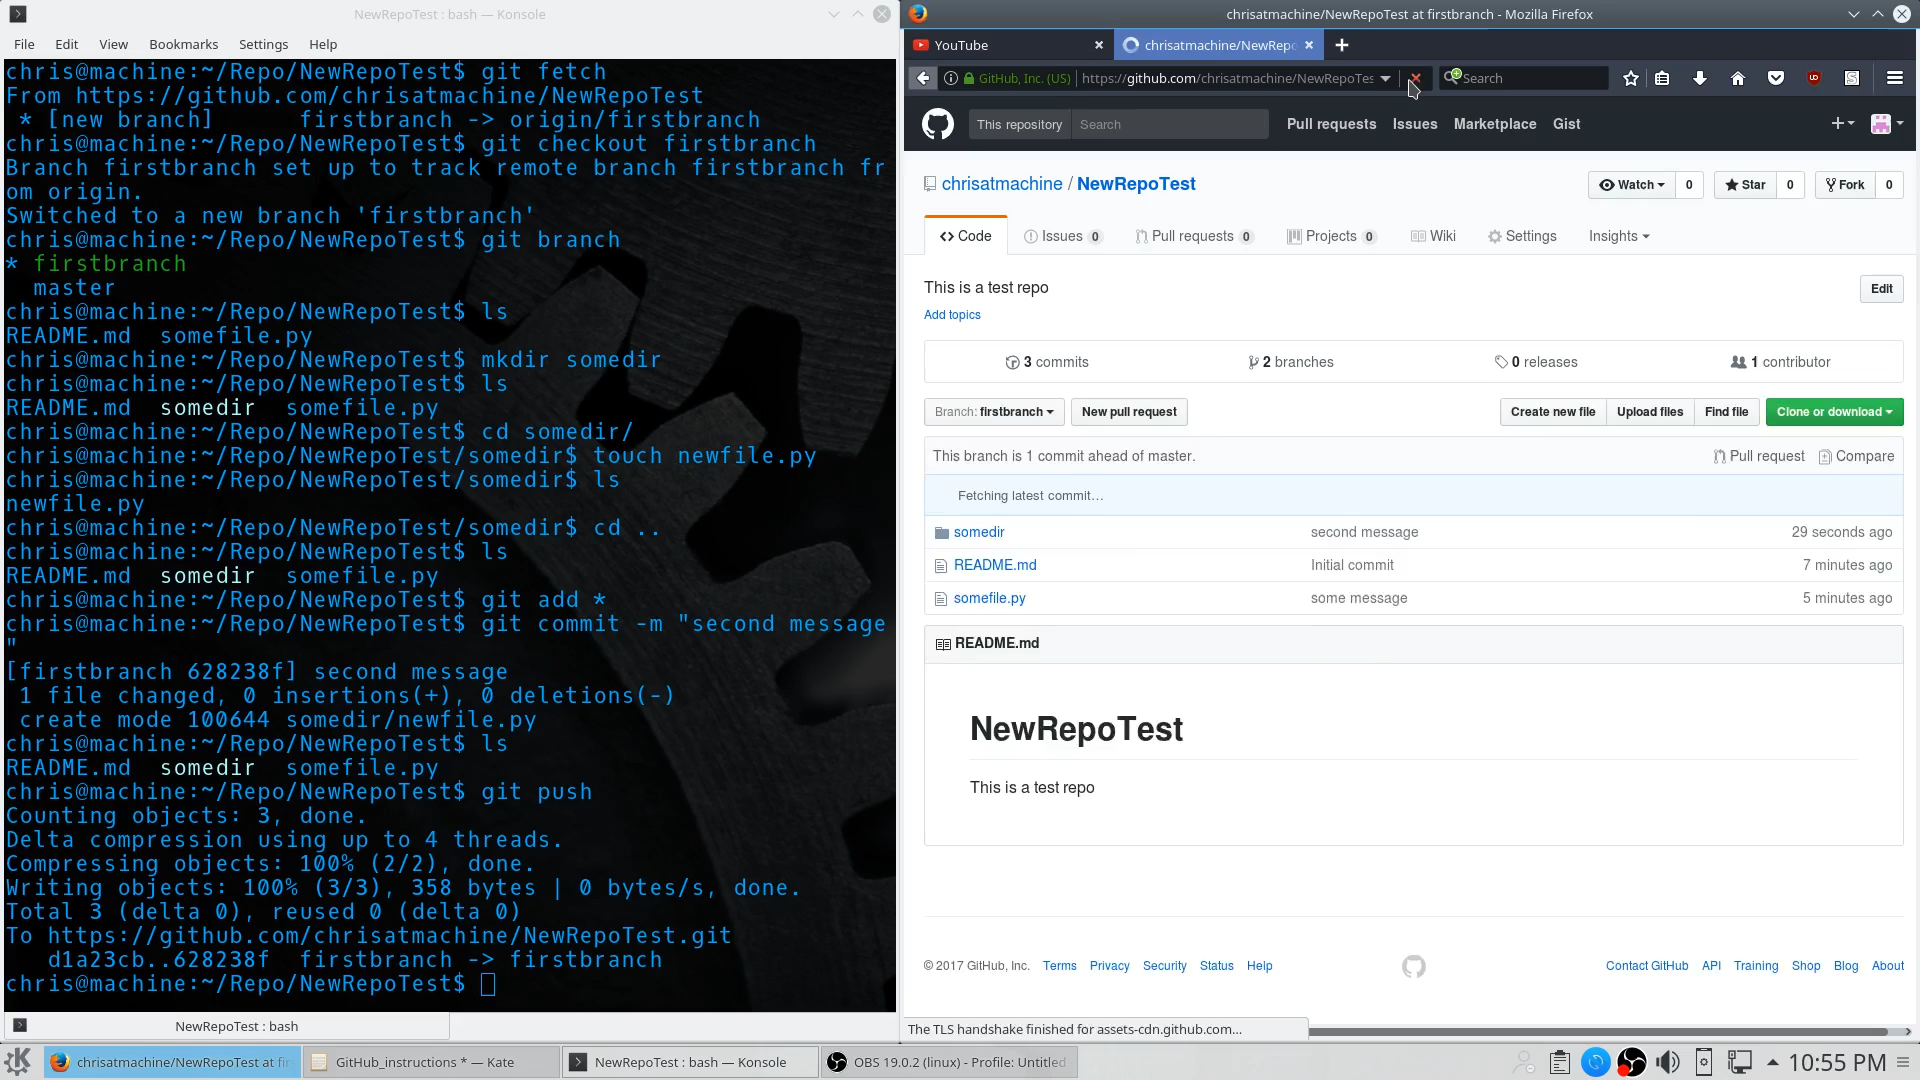 NewRepoTest : bash — Konsole
File Edit View Bookmarks Settings Help
chris@machine:~/Repo/NewRepoTest$ git fetch
From https://github.com/chrisatmachine/NewRepoTest
* [new branch] firstbranch -> origin/firstbranch
chris@machine:~/Repo/NewRepoTest$ git checkout firstbranch
Branch firstbranch set up to track remote branch firstbranch fr
om origin.
Switched to a new branch 'firstbranch'
chris@machine:~/Repo/NewRepoTest$ git branch
* firstbranch
master
chris@machine:~/Repo/NewRepoTest$ ls
README.md somefile.py
chris@machine:~/Repo/NewRepoTest$ mkdir somedir
chris@machine:~/Repo/NewRepoTest$ ls
README.md somedir somefile.py
chris@machine:~/Repo/NewRepoTest$ cd somedir/
chris@machine:~/Repo/NewRepoTest/somedir$ touch newfile.py
chris@machine:~/Repo/NewRepoTest/somedir$ ls
newfile.py
chris@machine:~/Repo/NewRepoTest/somedir$ cd ..
chris@machine:~/Repo/NewRepoTest$ ls
README.md somedir somefile.py
chris@machine:~/Repo/NewRepoTest$ git add *
chris@machine:~/Repo/NewRepoTest$ git commit -m "second message
"
[firstbranch 628238f] second message
1 file changed, 0 insertions(+), 0 deletions(-)
create mode 100644 somedir/newfile.py
chris@machine:~/Repo/NewRepoTest$ ls
README.md somedir somefile.py
chris@machine:~/Repo/NewRepoTest$ git push
Counting objects: 3, done.
Delta compression using up to 4 threads.
Compressing objects: 100% (2/2), done.
Writing objects: 100% (3/3), 358 bytes | 0 bytes/s, done.
Total 3 (delta 0), reused 0 (delta 0)
To https://github.com/chrisatmachine/NewRepoTest.git
d1a23cb..628238f firstbranch -> firstbranch
chris@machine:~/Repo/NewRepoTest$
NewRepoTest : bash
chrisatmachine/NewRepoTest at firstbranch - Mozilla Firefox
YouTube chrisatmachine/NewRepo
GitHub, Inc. (US) https://github.com/chrisatmachine/NewRepoTes Search
This repository Search Pull requests Issues Marketplace Gist
chrisatmachine / NewRepoTest Watch 0 Star 0 Fork 0
Code Issues 0 Pull requests 0 Projects 0 Wiki Settings Insights
This is a test repo Edit
Add topics
3 commits 2 branches 0 releases 1 contributor
Branch: firstbranch New pull request Create new file Upload files Find file Clone or download
This branch is 1 commit ahead of master. Pull request Compare
Fetching latest commit…
somedir second message 29 seconds ago
README.md Initial commit 7 minutes ago
somefile.py some message 5 minutes ago
README.md
NewRepoTest
This is a test repo
© 2017 GitHub, Inc. Terms Privacy Security Status Help Contact GitHub API Training Shop Blog About
The TLS handshake finished for assets-cdn.github.com…
chrisatmachine/NewRepoTest at fir GitHub_instructions * — Kate NewRepoTest : bash — Konsole OBS 19.0.2 (linux) - Profile: Untitled 10:55 PM